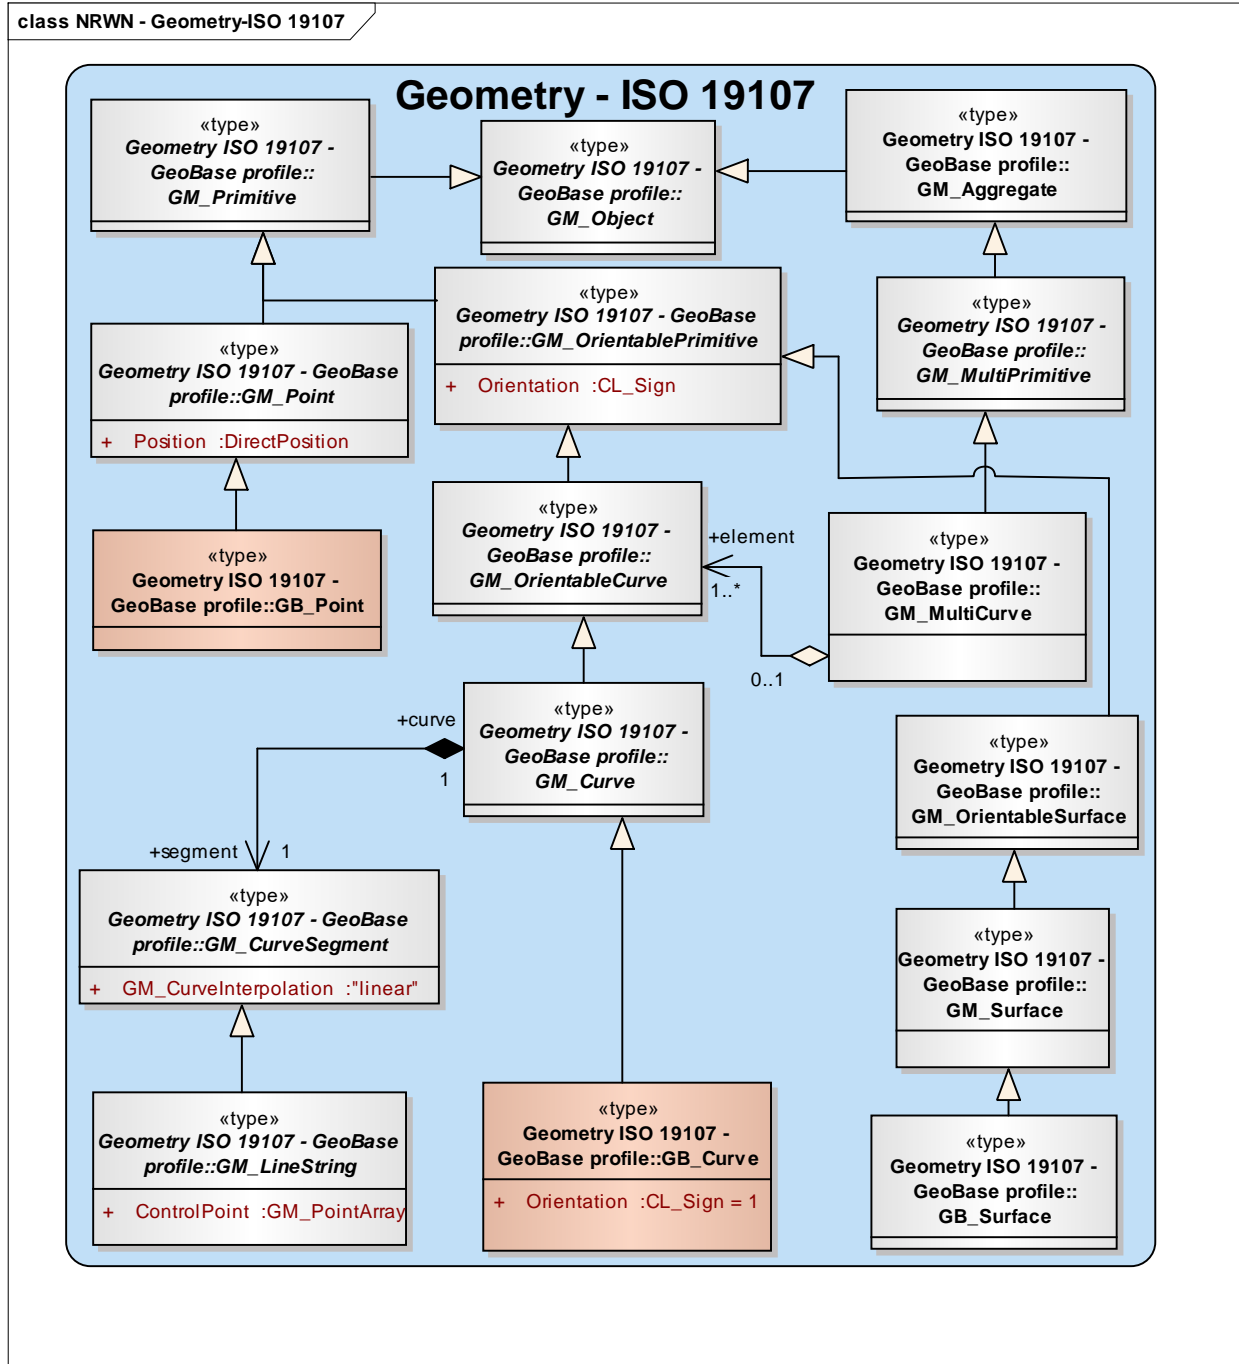 class NRWN - Geometry-ISO 19107
Geometry - ISO 19107
«type»
Geometry ISO 19107 -
GeoBase profile::
GM_Primitive
«type»
Geometry ISO 19107 -
GeoBase profile::
GM_Object
«type»
Geometry ISO 19107 -
GeoBase profile::
GM_Aggregate
«type»
Geometry ISO 19107 - GeoBase
profile::GM_Point
+ Position :DirectPosition
«type»
Geometry ISO 19107 - GeoBase
profile::GM_OrientablePrimitive
+ Orientation :CL_Sign
«type»
Geometry ISO 19107 -
GeoBase profile::
GM_MultiPrimitive
«type»
Geometry ISO 19107 -
GeoBase profile::GB_Point
«type»
Geometry ISO 19107 -
GeoBase profile::
GM_OrientableCurve
+element
1..*
0..1
«type»
Geometry ISO 19107 -
GeoBase profile::
GM_MultiCurve
+curve
1
«type»
Geometry ISO 19107 -
GeoBase profile::
GM_Curve
«type»
Geometry ISO 19107 -
GeoBase profile::
GM_OrientableSurface
+segment
1
«type»
Geometry ISO 19107 - GeoBase
profile::GM_CurveSegment
+ GM_CurveInterpolation :"linear"
«type»
Geometry ISO 19107 -
GeoBase profile::
GM_Surface
«type»
Geometry ISO 19107 - GeoBase
profile::GM_LineString
+ ControlPoint :GM_PointArray
«type»
Geometry ISO 19107 -
GeoBase profile::GB_Curve
+ Orientation :CL_Sign = 1
«type»
Geometry ISO 19107 -
GeoBase profile::
GB_Surface